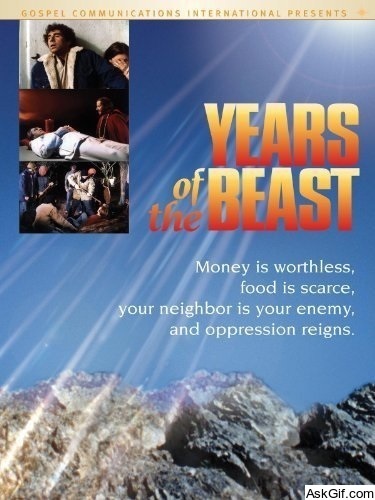 GOSPEL COMMUNICATIONS INTERNATIONAL PRESENTS
YEARS
of
the BEAST
Money is worthless,
food is scarce,
your neighbor is your enemy,
and oppression reigns.
AskGif.com